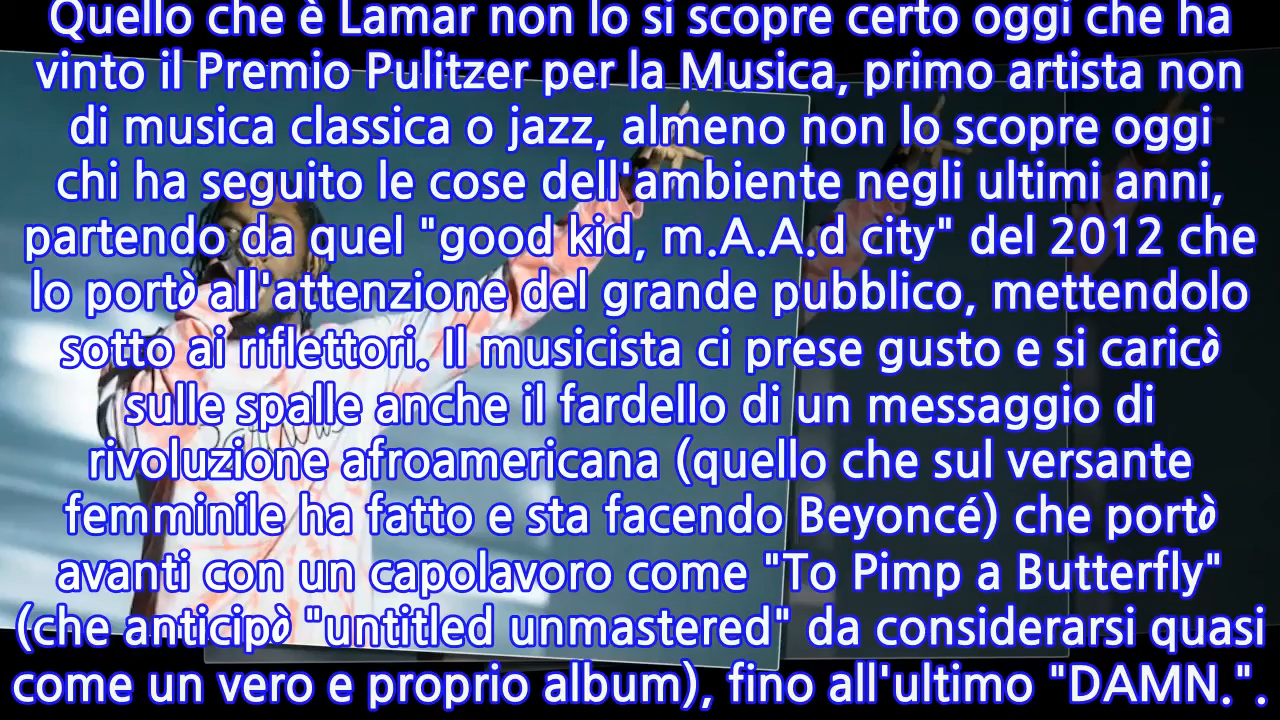 Quello che è Lamar non lo si scopre certo oggi che ha
vinto il Premio Pulitzer per la Musica, primo artista non
di musica classica o jazz, almeno non lo scopre oggi
chi ha seguito le cose dell'ambiente negli ultimi anni,
partendo da quel "good kid, m.A.A.d city" del 2012 che
lo portò all'attenzione del grande pubblico, mettendolo
sotto ai riflettori. Il musicista ci prese gusto e si caricò
sulle spalle anche il fardello di un messaggio di
rivoluzione afroamericana (quello che sul versante
femminile ha fatto e sta facendo Beyoncé) che portò
avanti con un capolavoro come "To Pimp a Butterfly"
(che anticipò "untitled unmastered" da considerarsi quasi
come un vero e proprio album), fino all'ultimo "DAMN.".